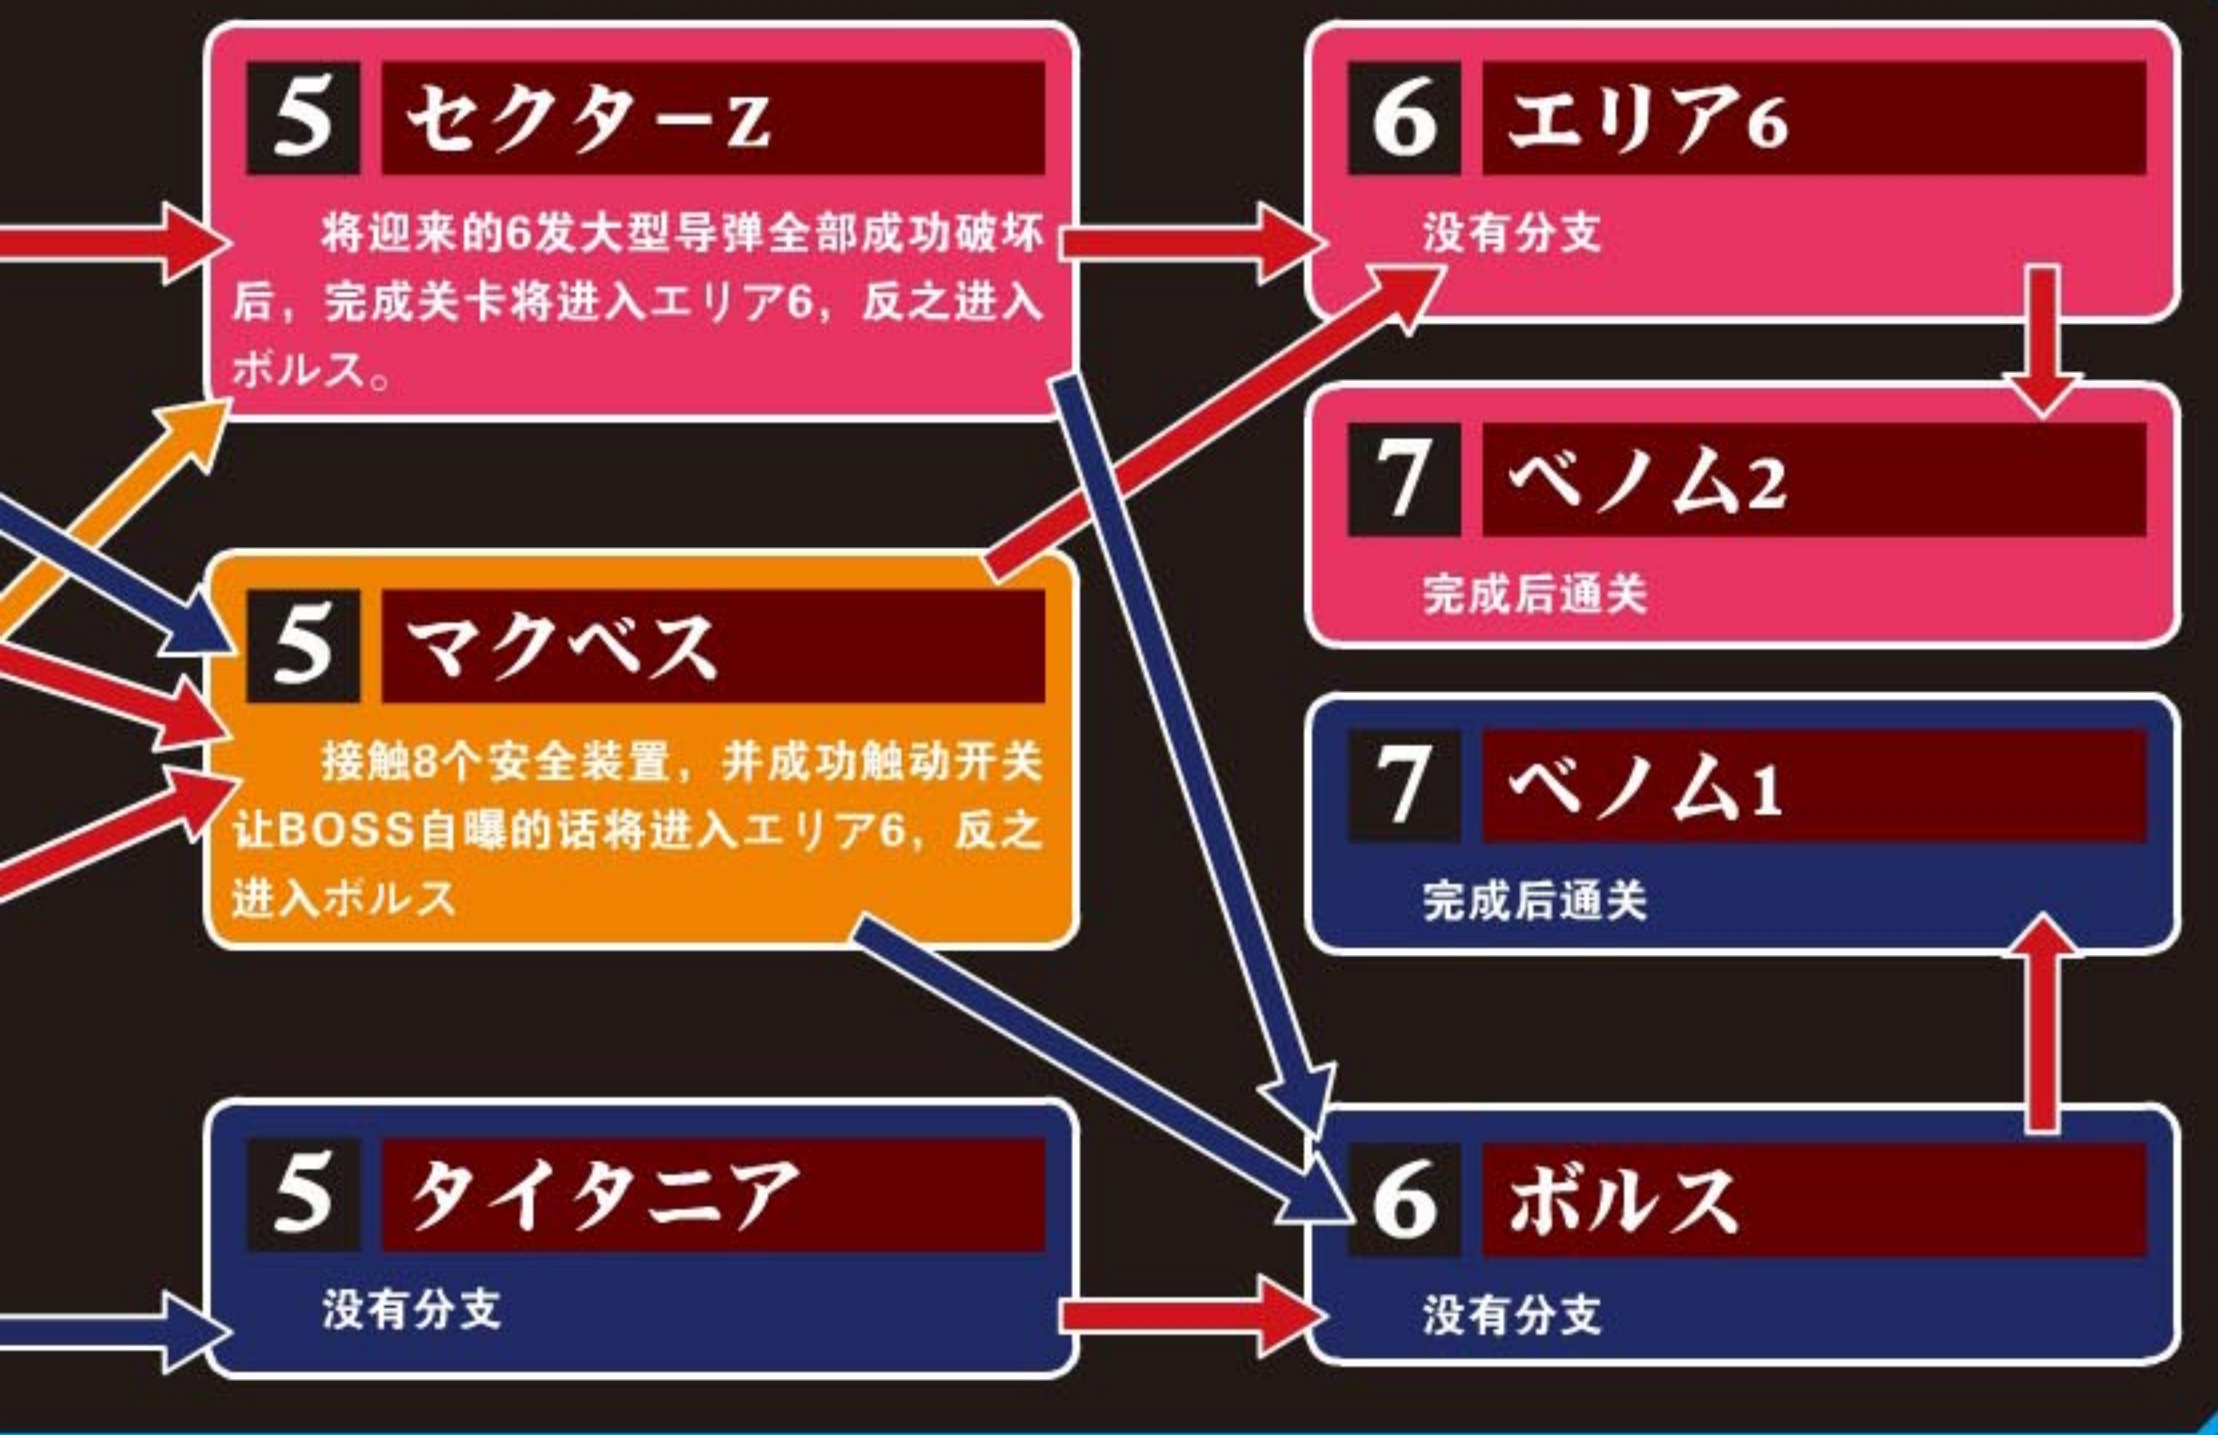 5 セクターZ
将迎来的6发大型导弹全部成功破坏
后，完成关卡将进入エリア6，反之进入
ボルス。
5 マクベス
接触8个安全装置，并成功触动开关
让BOSS自曝的话将进入エリア6，反之
进入ボルス
5 タイタニア
没有分支
6 エリア6
没有分支
7 ベノム2
完成后通关
7 ベノム1
完成后通关
6 ボルス
没有分支